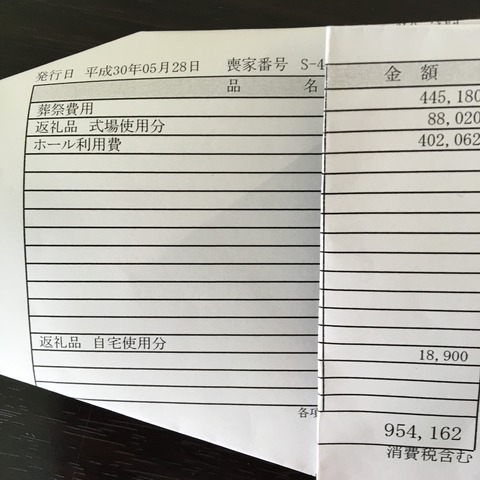 発行日 平成30年05月28日 喪家番号 S-4
品 名 金 額
葬祭費用 445,180
返礼品 式場使用分 88,020
ホール利用費 402,062
返礼品 自宅使用分 18,900
各項
954,162
消費税含む